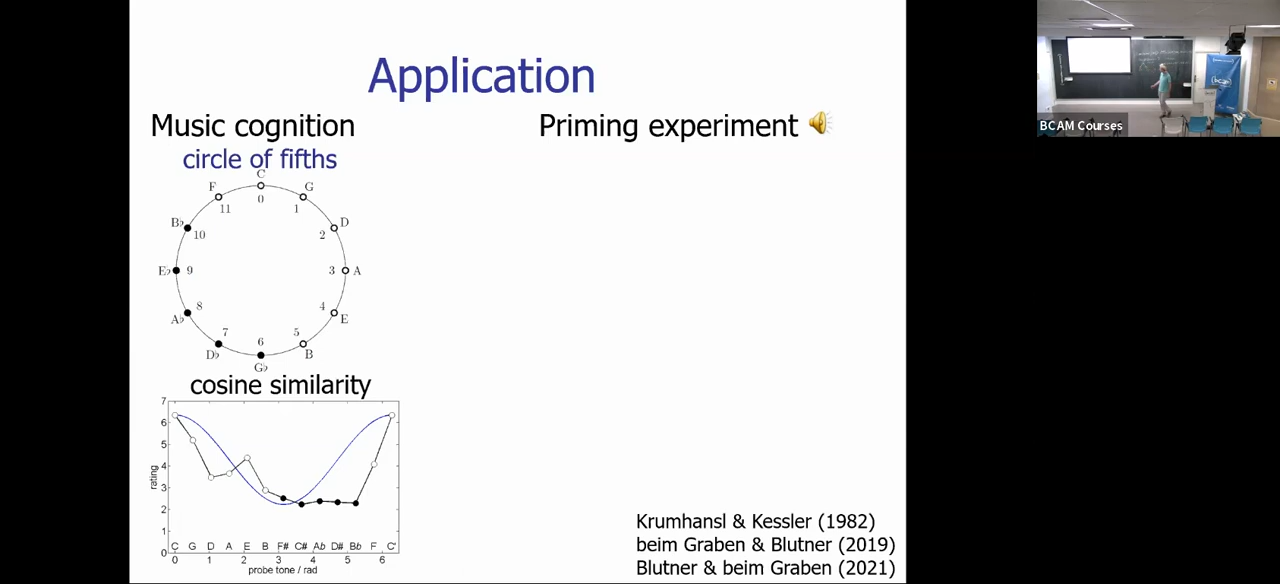 Application
Music cognition
Priming experiment
circle of fifths
C
F
G
11
0
1
B♭
10
2
D
E♭
9
3
A
A♭
8
4
E
7
6
5
D♭
G♭
B
cosine similarity
7
6
5
4
3
2
1
0
rating
C G D A E B F# C# Ab D# Bb F C'
0 1 2 3 4 5 6
probe tone / rad
Krumhansl & Kessler (1982)
beim Graben & Blutner (2019)
Blutner & beim Graben (2021)
BCAM Courses